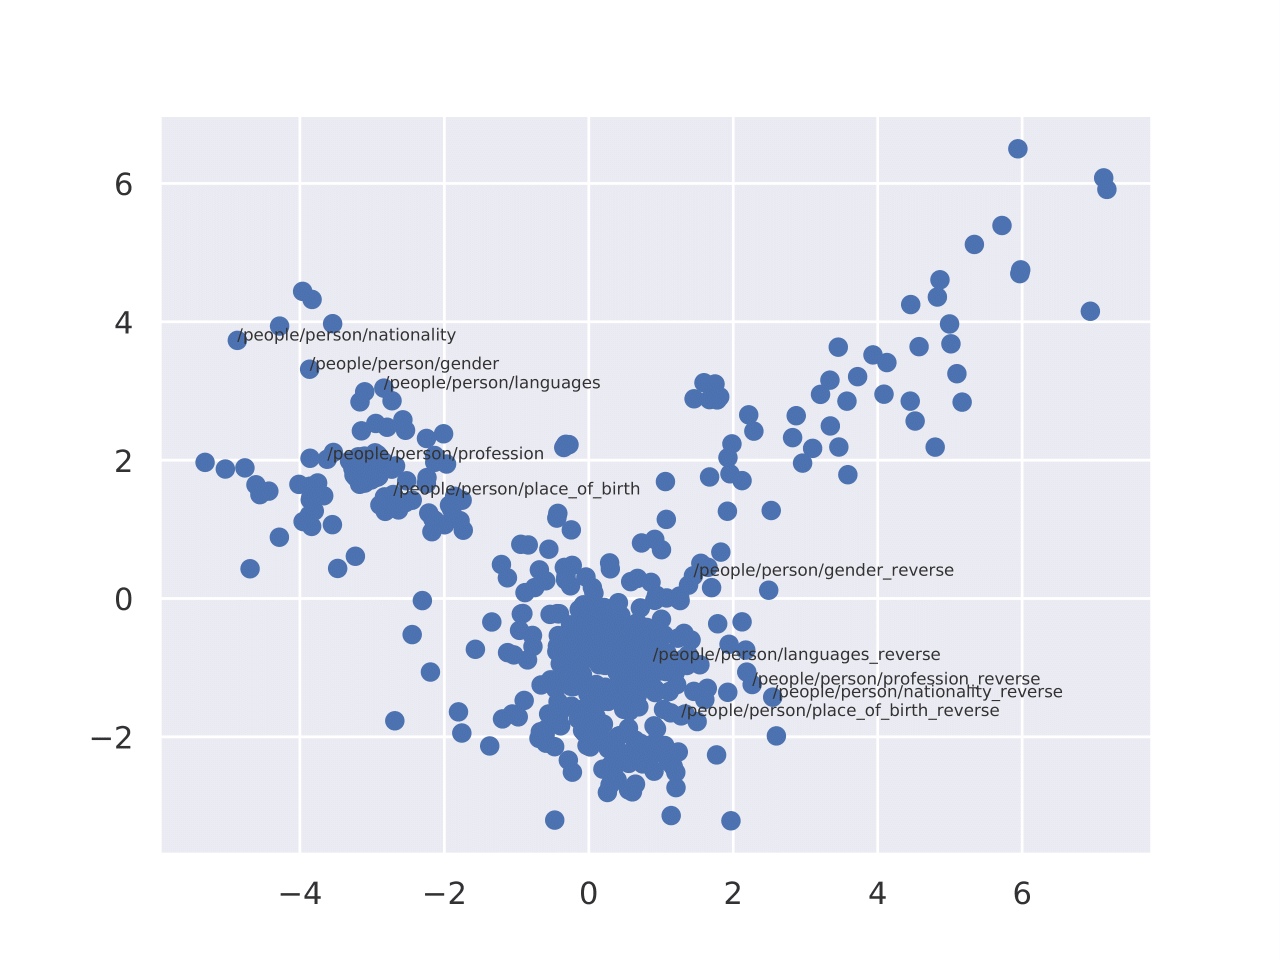 6
4
/people/person/nationality
/people/person/gender
/people/person/languages
2
/people/person/profession
/people/person/place_of_birth
/people/person/gender_reverse
0
/people/person/languages_reverse
/people/person/profession_reverse
/people/person/nationality_reverse
/people/person/place_of_birth_reverse
−2
−4 −2 0 2 4 6